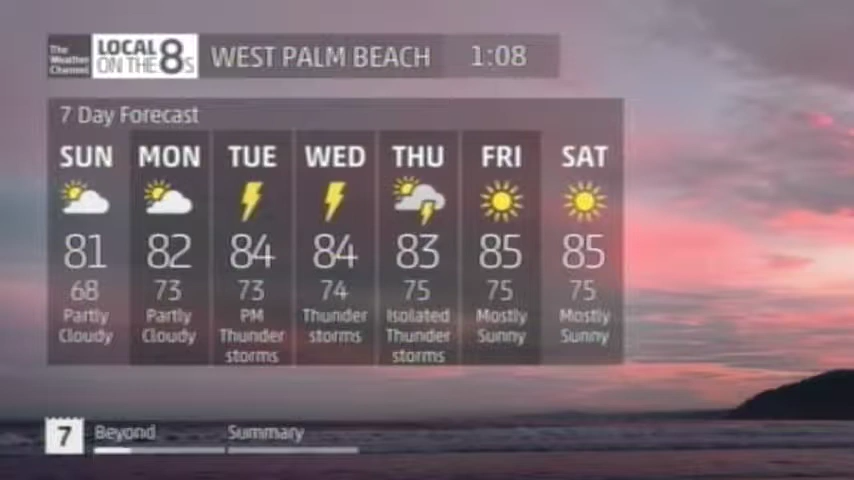 The Weather Channel
LOCAL ON THE 8s
WEST PALM BEACH
1:08
7 Day Forecast
SUN MON TUE WED THU FRI SAT
81 82 84 84 83 85 85
68 73 73 74 75 75 75
Partly Cloudy
Partly Cloudy
PM Thunder storms
Thunder storms
Isolated Thunder storms
Mostly Sunny
Mostly Sunny
7
Beyond
Summary